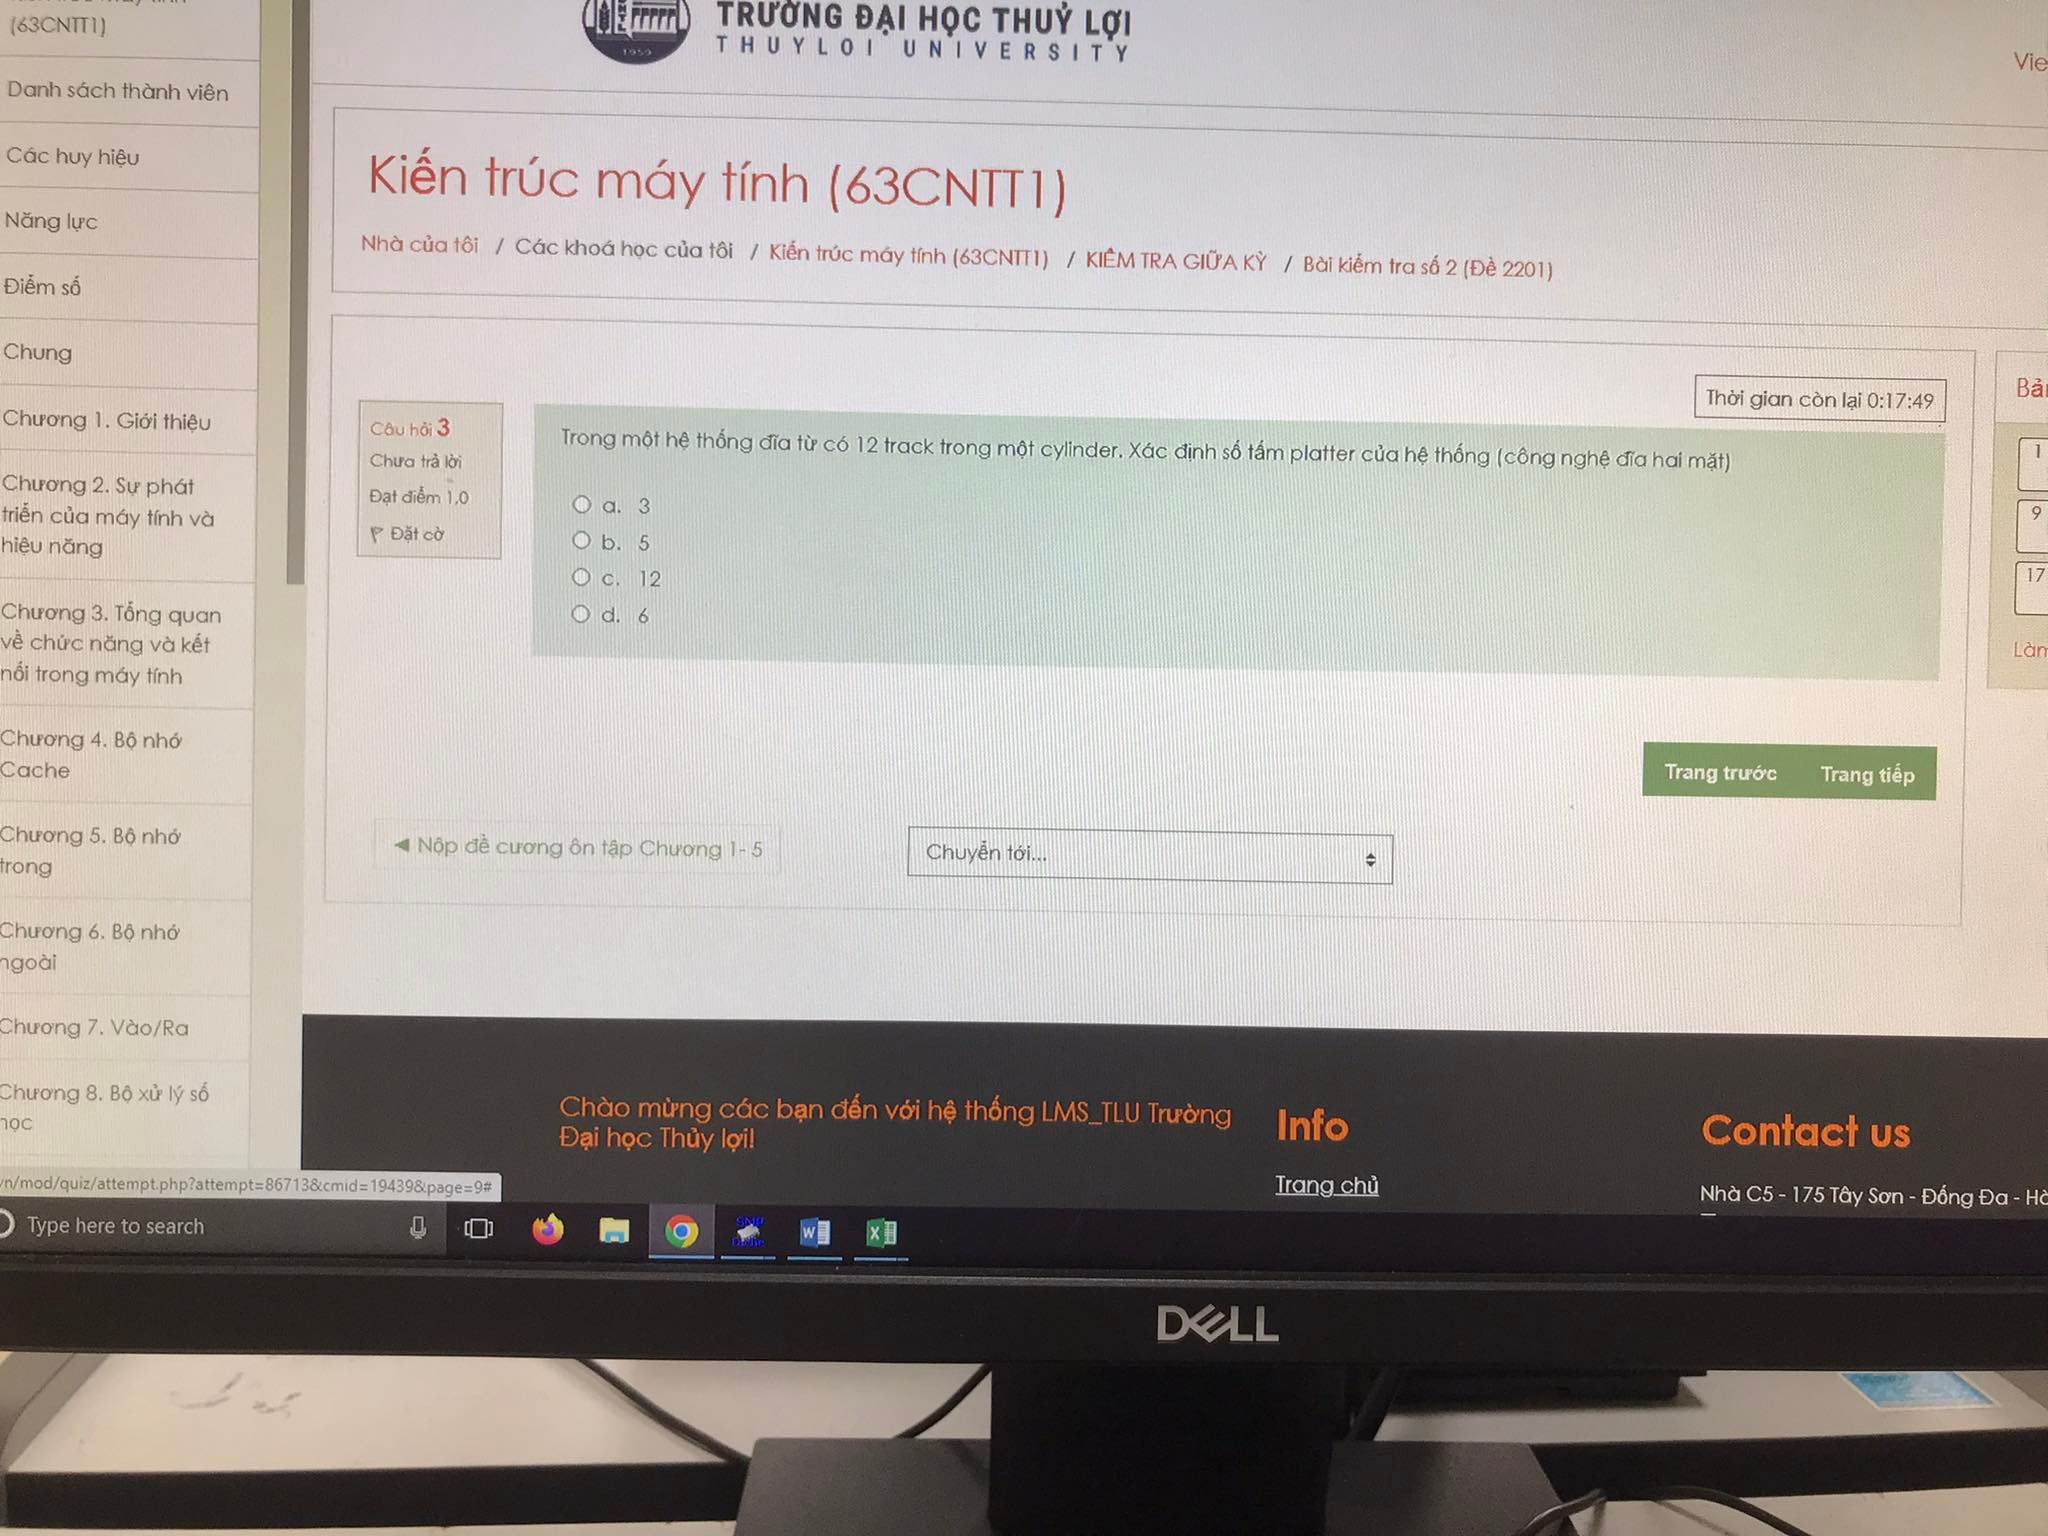 (63CNTT1)
Danh sách thành viên
Các huy hiệu
Năng lực
Điểm số
Chung
Chương 1. Giới thiệu
Chương 2. Sự phát
triển của máy tính và
hiệu năng
Chương 3. Tổng quan
về chức năng và kết
nối trong máy tính
Chương 4. Bộ nhớ
Cache
Chương 5. Bộ nhớ
trong
Chương 6. Bộ nhớ
ngoài
Chương 7. Vào/Ra
Chương 8. Bộ xử lý số
học
1959
TRƯỜNG ĐẠI HỌC THUỶ LỢI
THUYLOI UNIVERSITY
Vie
Kiến trúc máy tính (63CNTT1)
Nhà của tôi / Các khoá học của tôi / Kiến trúc máy tính (63CNTT1) / KIỂM TRA GIỮA KỲ / Bài kiểm tra số 2 (Đề 2201)
Thời gian còn lại 0:17:49
Câu hỏi 3
Chưa trả lời
Đạt điểm 1,0
Đặt cờ
Trong một hệ thống đĩa từ có 12 track trong một cylinder. Xác định số tấm platter của hệ thống (công nghệ đĩa hai mặt)
a. 3
b. 5
c. 12
d. 6
1
9
17
Trang trước
Trang tiếp
◄ Nộp đề cương ôn tập Chương 1- 5
Chuyển tới...
Chào mừng các bạn đến với hệ thống LMS_TLU Trường
Đại học Thủy lợi!
Info
Trang chủ
Contact us
Nhà C5 - 175 Tây Sơn - Đống Đa - Hà
vn/mod/quiz/attempt.php?attempt=86713&cmid=19439&page=9#
Type here to search
DELL